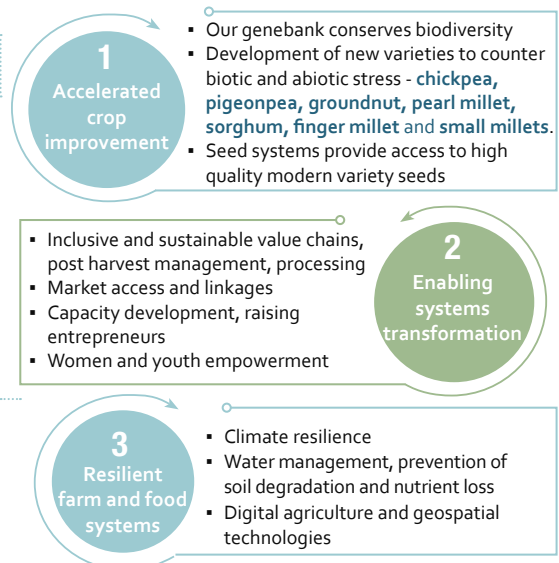 1
Accelerated
crop
improvement
▪ Our genebank conserves biodiversity
▪ Development of new varieties to counter
biotic and abiotic stress - chickpea,
pigeonpea, groundnut, pearl millet,
sorghum, finger millet and small millets.
▪ Seed systems provide access to high
quality modern variety seeds
▪ Inclusive and sustainable value chains,
post harvest management, processing
▪ Market access and linkages
▪ Capacity development, raising
entrepreneurs
▪ Women and youth empowerment
2
Enabling
systems
transformation
3
Resilient
farm and food
systems
▪ Climate resilience
▪ Water management, prevention of
soil degradation and nutrient loss
▪ Digital agriculture and geospatial
technologies